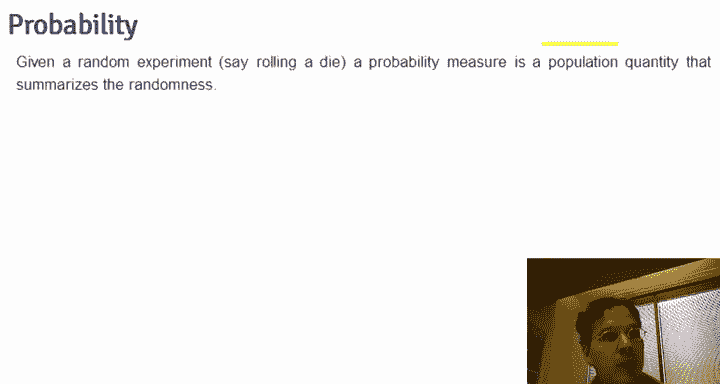 Probability
Given a random experiment (say rolling a die) a probability measure is a population quantity that
summarizes the randomness.